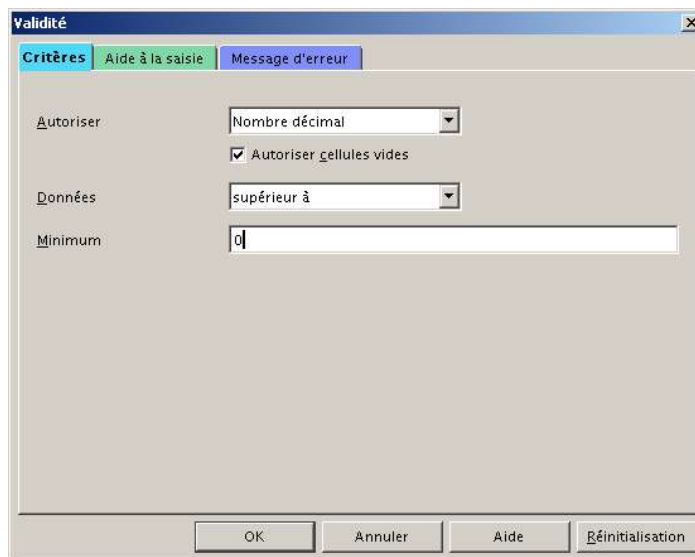 Validité
Critères Aide à la saisie Message d'erreur
Autoriser Nombre décimal
Autoriser cellules vides
Données supérieur à
Minimum 0
OK Annuler Aide Réinitialisation